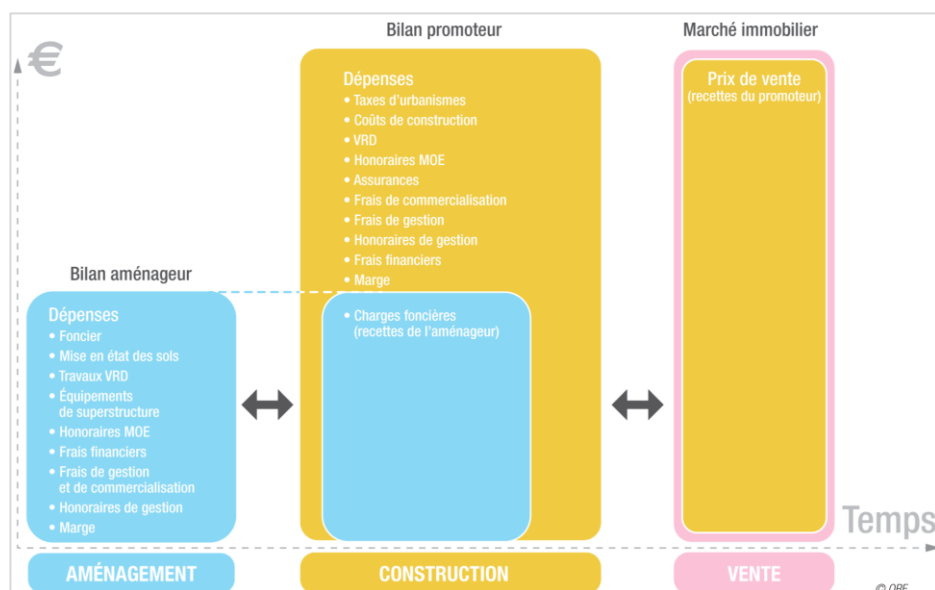 €
Bilan aménageur
Dépenses
• Foncier
• Mise en état des sols
• Travaux VRD
• Équipements
de superstructure
• Honoraires MOE
• Frais financiers
• Frais de gestion
et de commercialisation
• Honoraires de gestion
• Marge
AMÉNAGEMENT
Bilan promoteur
Dépenses
• Taxes d'urbanismes
• Coûts de construction
• VRD
• Honoraires MOE
• Assurances
• Frais de commercialisation
• Frais de gestion
• Honoraires de gestion
• Frais financiers
• Marge
• Charges foncières
(recettes de l'aménageur)
CONSTRUCTION
Marché immobilier
Prix de vente
(recettes du promoteur)
VENTE
Temps